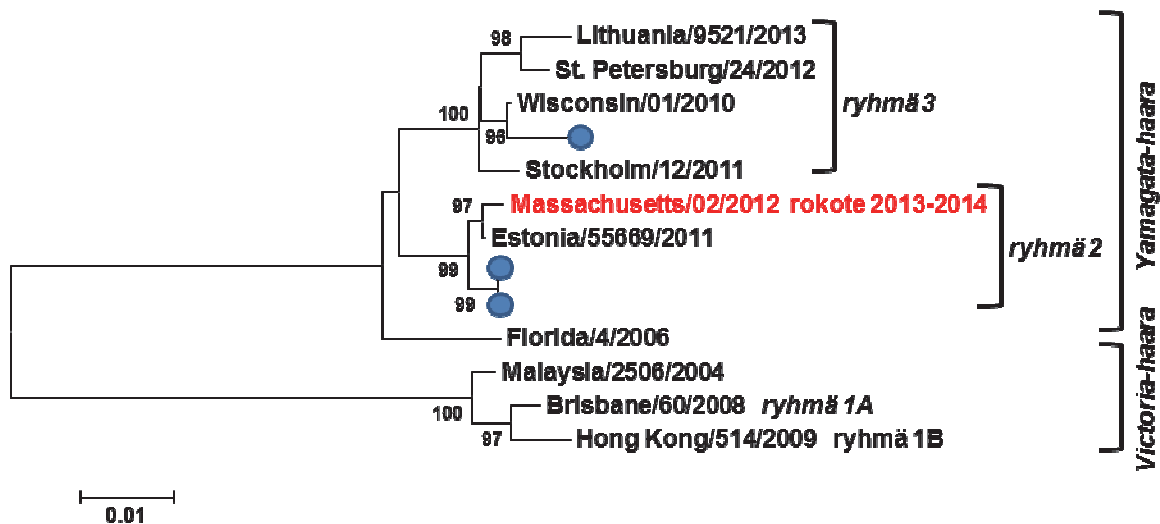 98
Lithuania/9521/2013
St. Petersburg/24/2012
Wisconsin/01/2010
100
96
ryhmä 3
Stockholm/12/2011
97
Massachusetts/02/2012 rokote 2013-2014
Estonia/55669/2011
99
99
ryhmä 2
Yamagata-haara
Florida/4/2006
Malaysia/2506/2004
100
Brisbane/60/2008 ryhmä 1A
97
Hong Kong/514/2009 ryhmä 1B
Victoria-haara
0.01